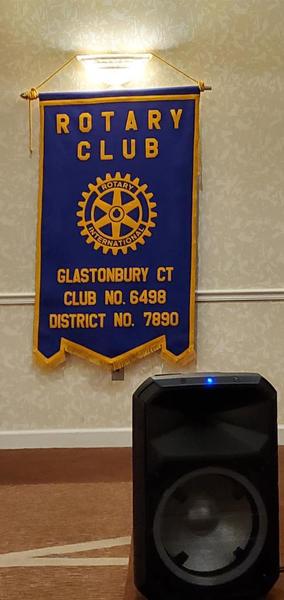 ROTARY
CLUB
ROTARY
INTERNATIONAL
GLASTONBURY CT
CLUB NO. 6498
DISTRICT NO. 7890